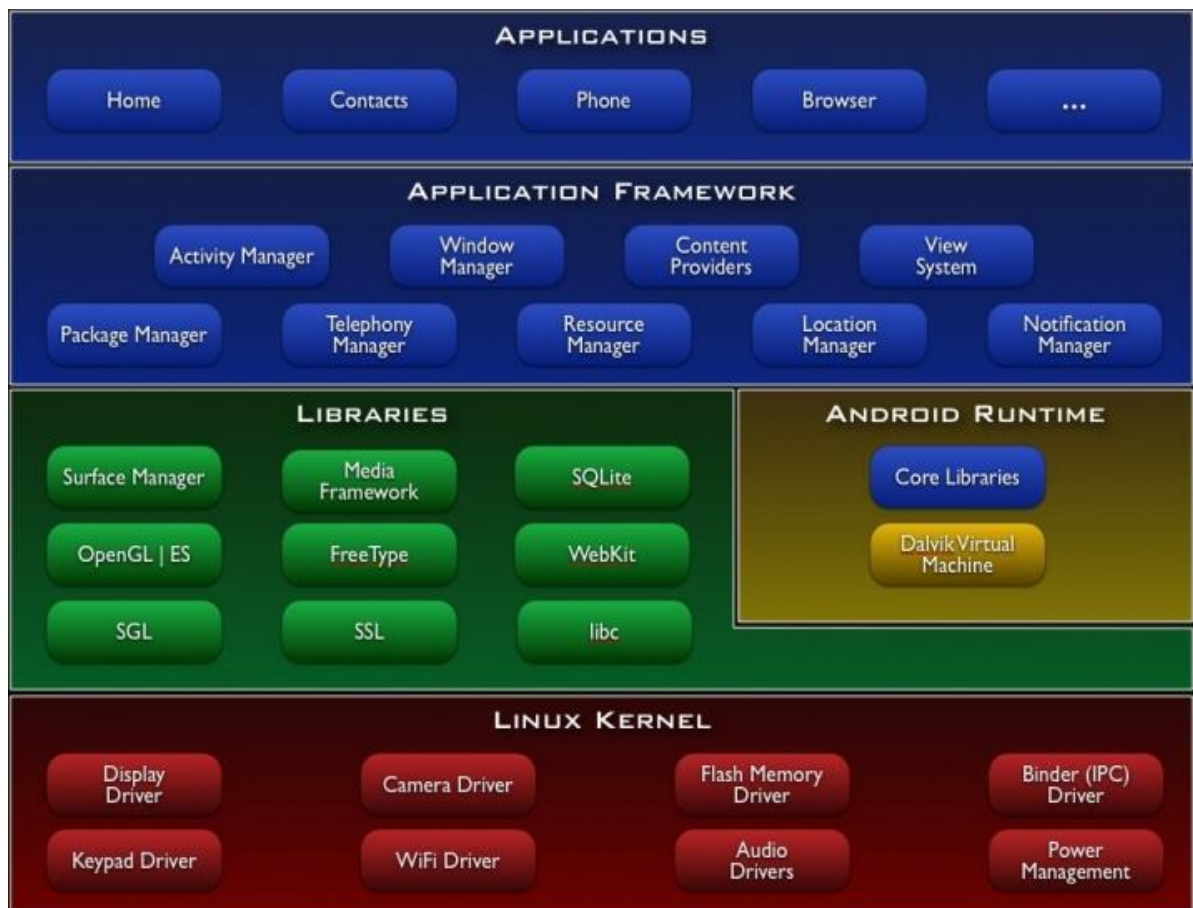 APPLICATIONS
Home
Contacts
Phone
Browser
...
APPLICATION FRAMEWORK
Activity Manager
Window
Manager
Content
Providers
View
System
Package Manager
Telephony
Manager
Resource
Manager
Location
Manager
Notification
Manager
LIBRARIES
Surface Manager
Media
Framework
SQLite
OpenGL | ES
FreeType
WebKit
SGL
SSL
libc
ANDROID RUNTIME
Core Libraries
Dalvik Virtual
Machine
LINUX KERNEL
Display
Driver
Camera Driver
Flash Memory
Driver
Binder (IPC)
Driver
Keypad Driver
WiFi Driver
Audio
Drivers
Power
Management